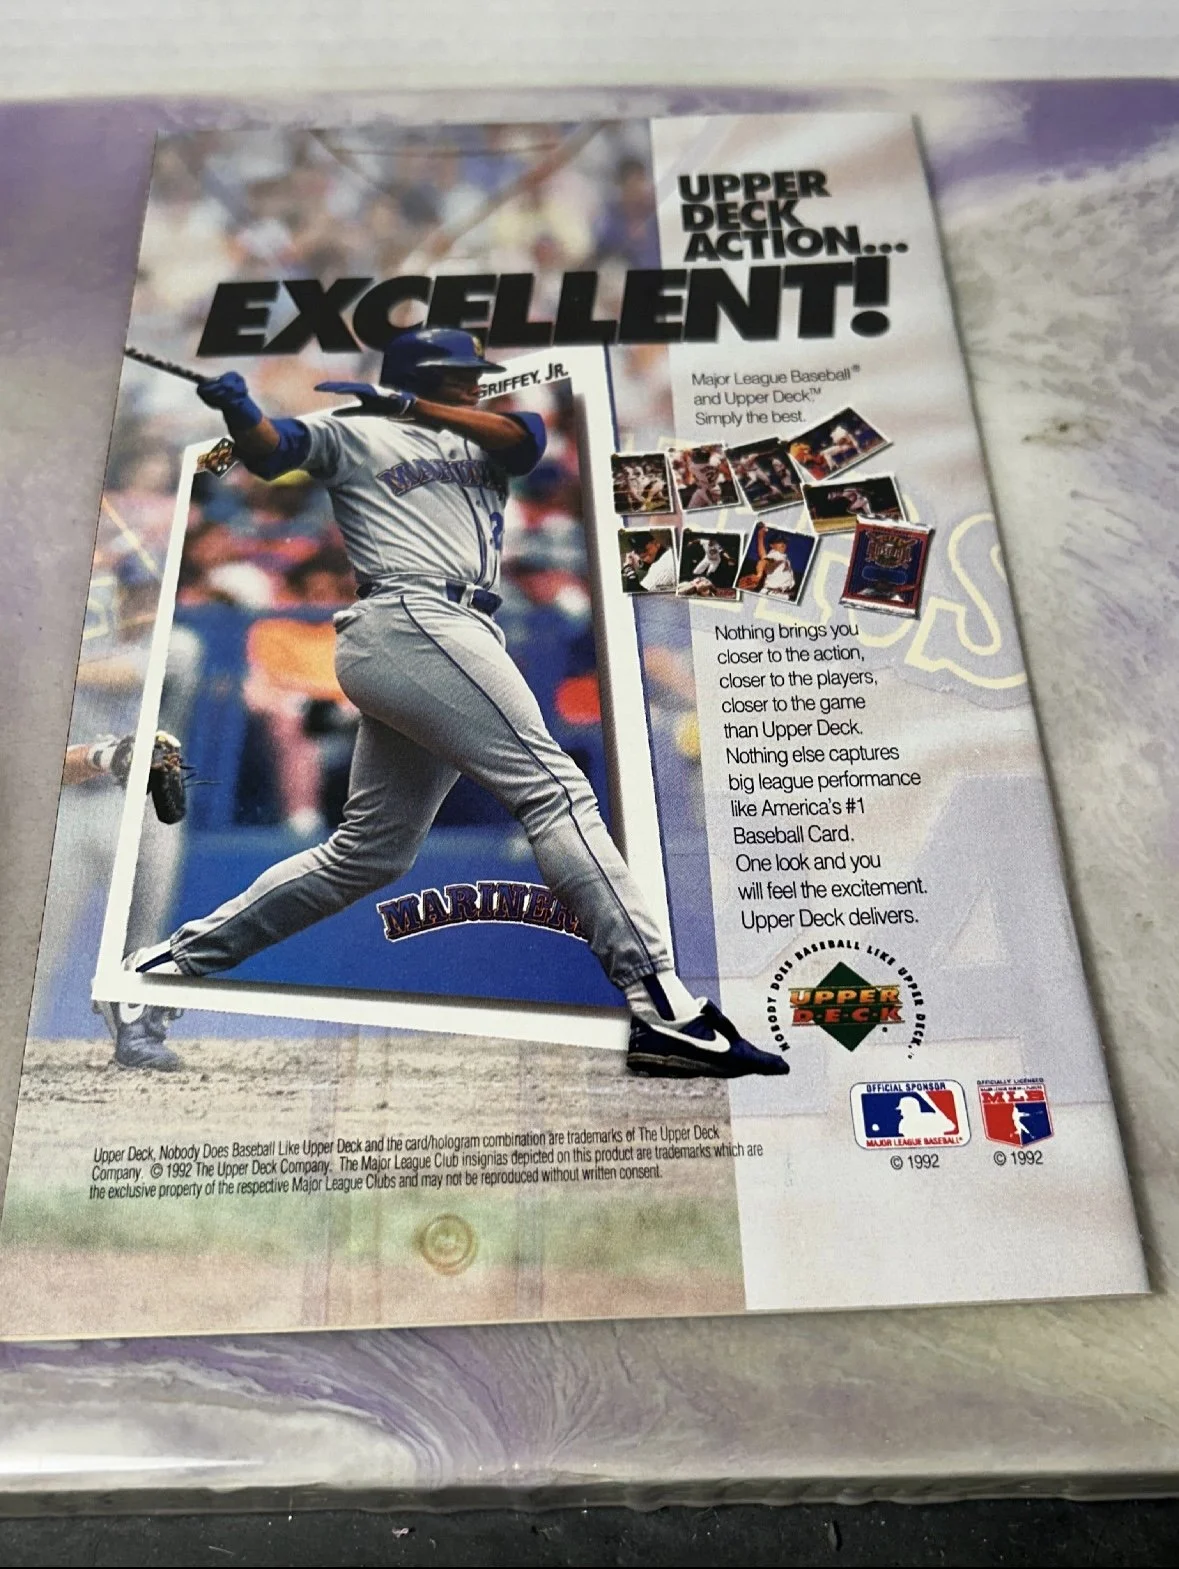 UPPER
DECK
ACTION...
EXCELLENT!
GRIFFEY, JR.
MARINERS
2
Major League Baseball®
and Upper Deck™.
Simply the best.
Nothing brings you
closer to the action,
closer to the players,
closer to the game
than Upper Deck.
Nothing else captures
big league performance
like America's #1
Baseball Card.
One look and you
will feel the excitement.
Upper Deck delivers.
MARINERS
NOBODY DOES BASEBALL LIKE UPPER DECK.™
UPPER
D·E·C·K
OFFICIAL SPONSOR
MAJOR LEAGUE BASEBALL®
© 1992
OFFICIALLY LICENSED
MLB
© 1992
Upper Deck, Nobody Does Baseball Like Upper Deck and the card/hologram combination are trademarks of The Upper Deck
Company. © 1992 The Upper Deck Company. The Major League Club insignias depicted on this product are trademarks which are
the exclusive property of the respective Major League Clubs and may not be reproduced without written consent.